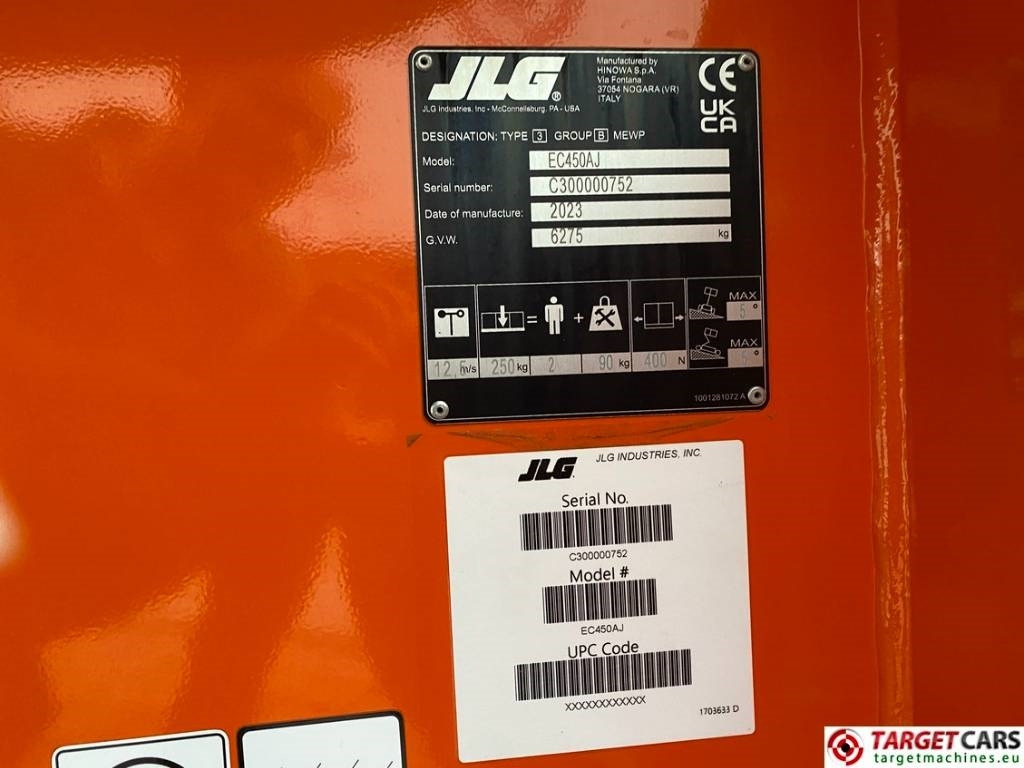 JLG®
Manufactured by
HINOWA S.p.A.
Via Fontana
37054 NOGARA (VR)
ITALY
CE
UK
CA
JLG Industries, Inc - McConnellsburg, PA - USA
DESIGNATION: TYPE 3 GROUP B MEWP
Model: EC450AJ
Serial number: C300000752
Date of manufacture: 2023
G.V.W. 6275 kg
MAX
5°
= +
MAX
5°
12,5 m/s 250 kg 2 90 kg 400 N
1001281072 A
JLG JLG INDUSTRIES, INC.
Serial No.
C300000752
Model #
EC450AJ
UPC Code
XXXXXXXXXXXX
1703633 D
TARGETCARS
targetmachines.eu